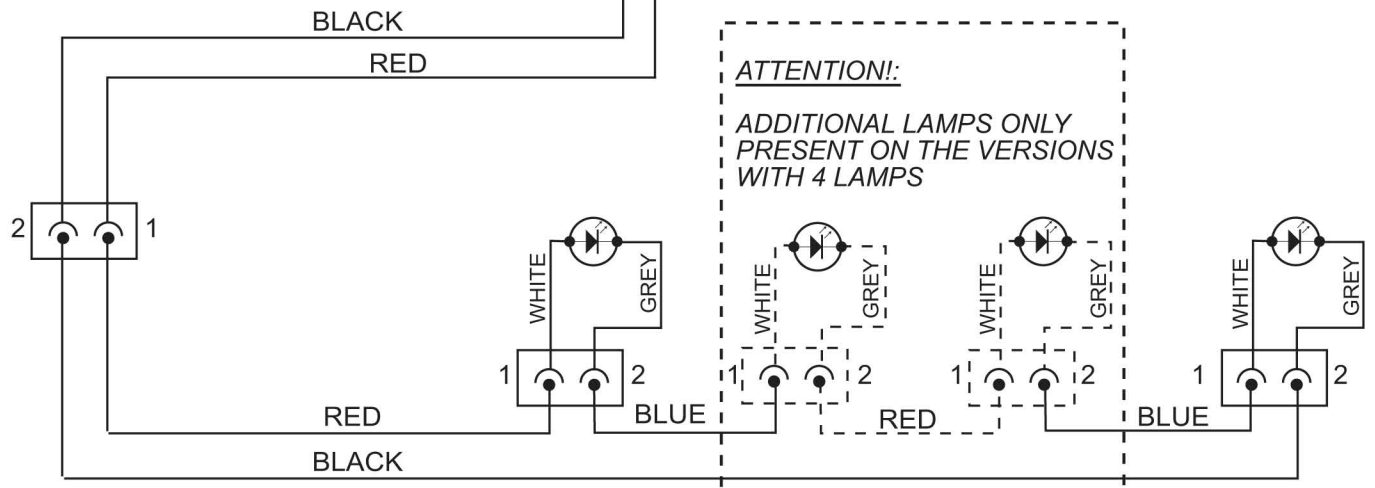 BLACK
RED
ATTENTION!:
ADDITIONAL LAMPS ONLY
PRESENT ON THE VERSIONS
WITH 4 LAMPS
2 1
WHITE GREY WHITE GREY WHITE GREY WHITE GREY
1 2 1 2 1 2 1 2
RED BLUE RED BLUE
BLACK